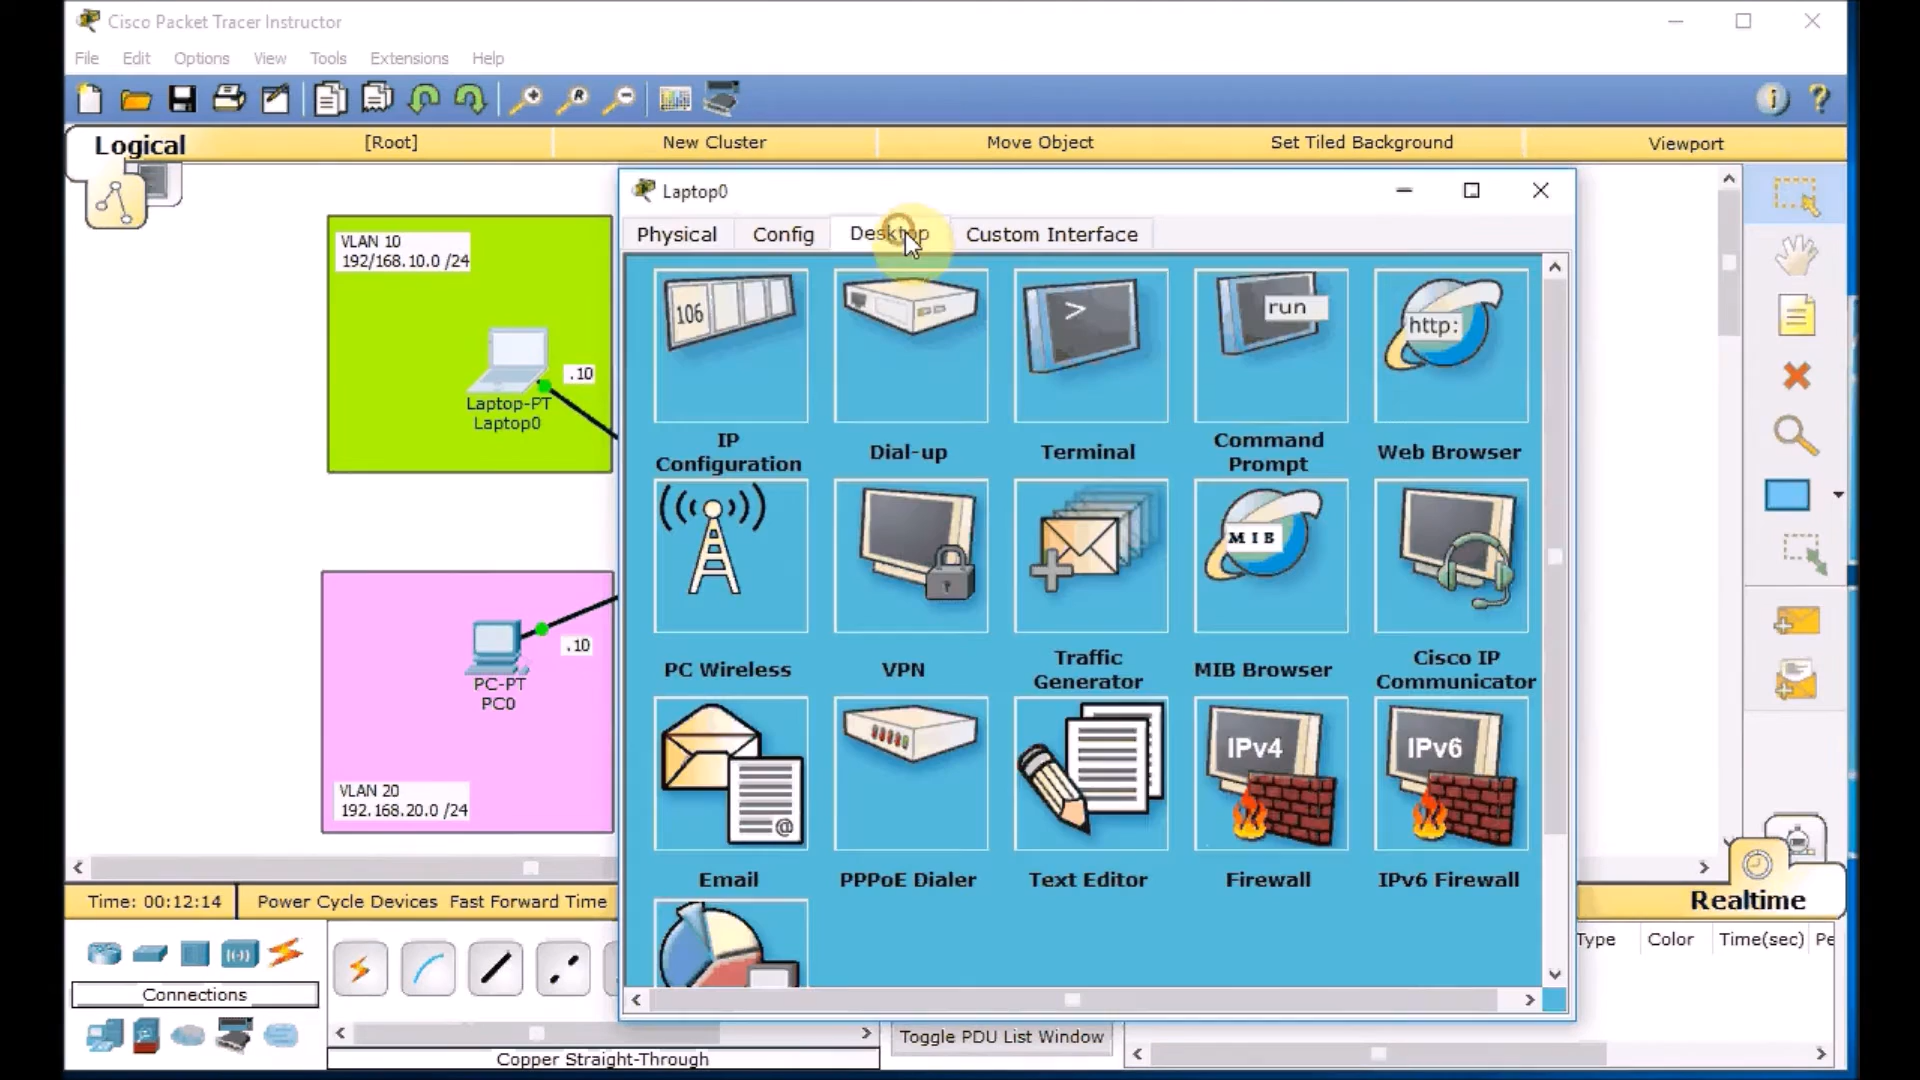 Cisco Packet Tracer Instructor
File Edit Options View Tools Extensions Help
R
i ?
Logical [Root] New Cluster Move Object Set Tiled Background Viewport
Laptop0
Physical Config Desktop Custom Interface
VLAN 10
192/168.10.0 /24
.10
Laptop-PT
Laptop0
106
>
run
http:
IP Configuration
Dial-up
Terminal
Command Prompt
Web Browser
MIB
PC Wireless
VPN
Traffic Generator
MIB Browser
Cisco IP Communicator
.10
PC-PT
PC0
VLAN 20
192.168.20.0 /24
@
IPv4
IPv6
Email
PPPoE Dialer
Text Editor
Firewall
IPv6 Firewall
Time: 00:12:14 Power Cycle Devices Fast Forward Time
Realtime
Type Color Time(sec) Pe
Connections
Toggle PDU List Window
Copper Straight-Through